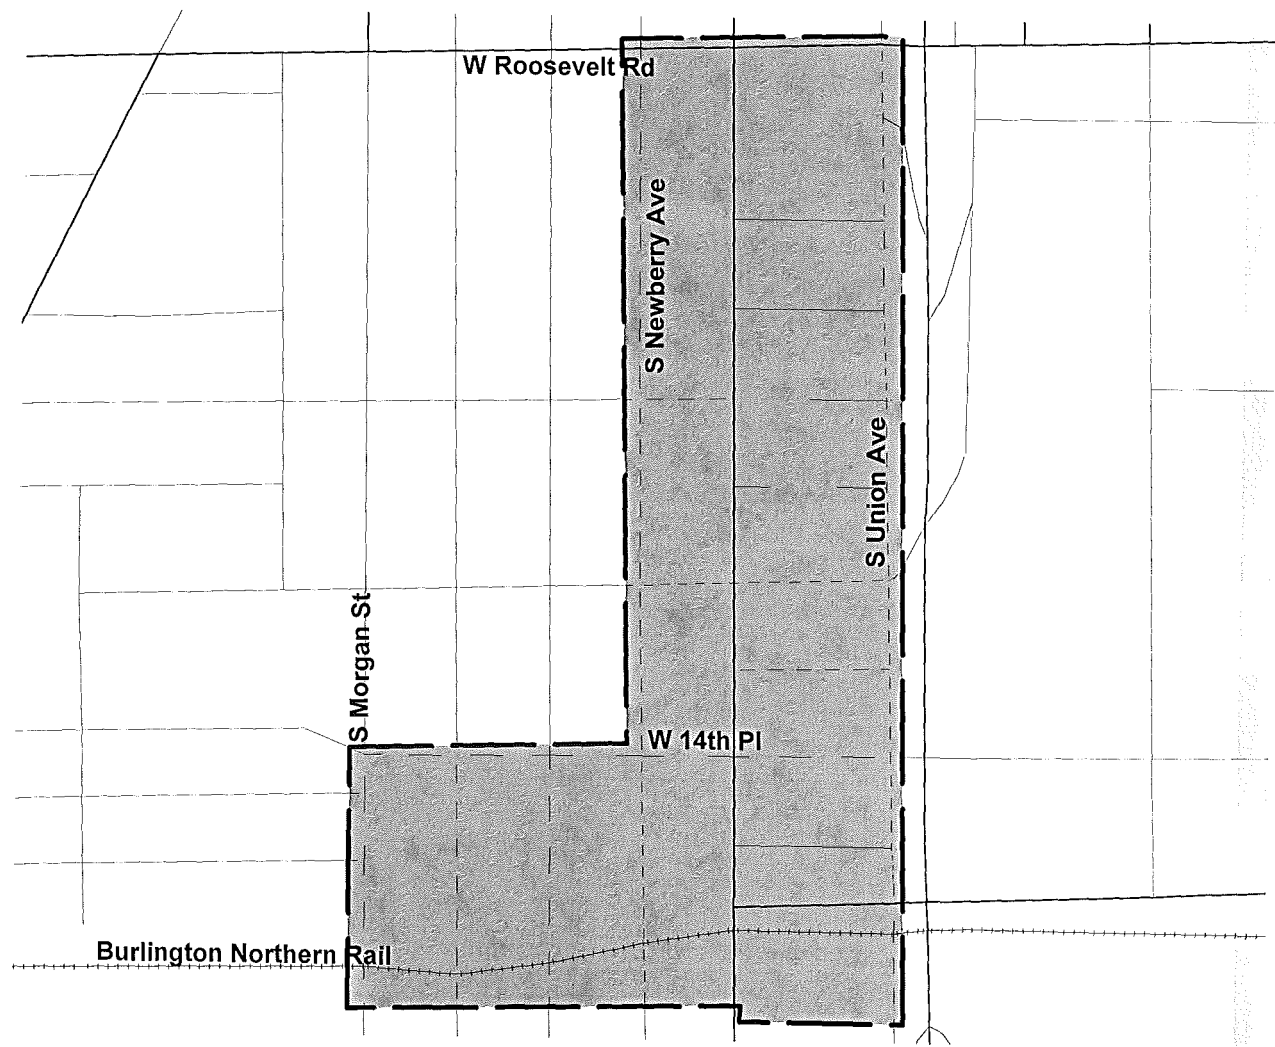 W Roosevelt Rd
S Newberry Ave
S Union Ave
S Morgan St
W 14th Pl
Burlington Northern Rail